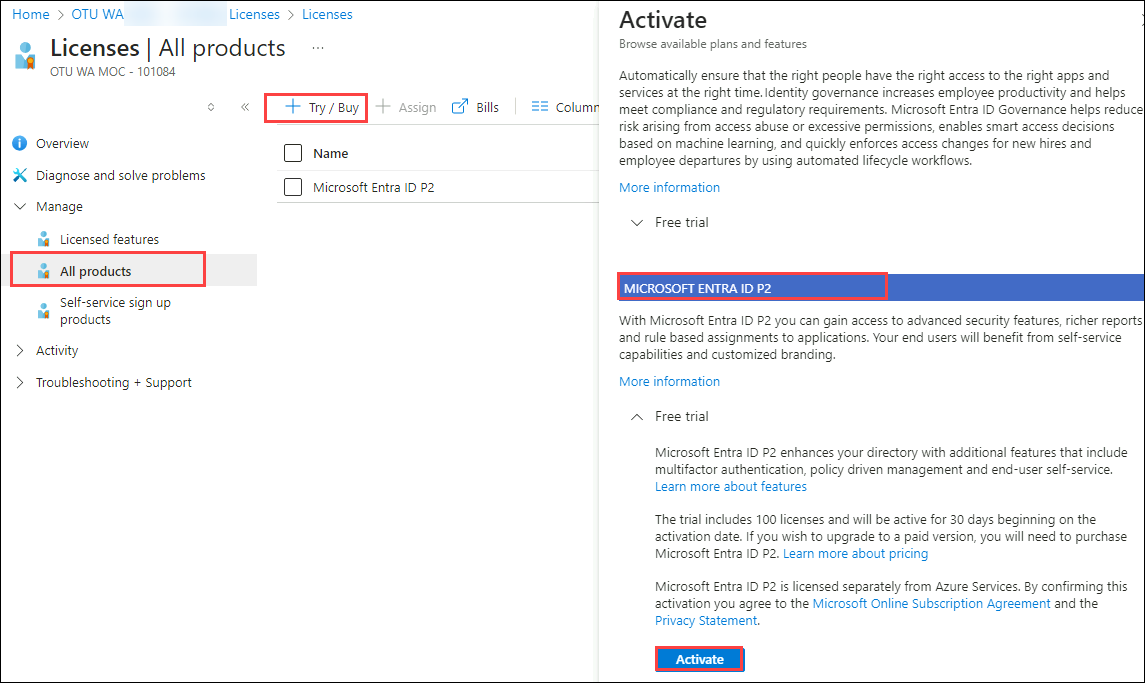 Home > OTU WA Licenses > Licenses
Licenses | All products ...
OTU WA MOC - 101084
Try / Buy
Assign
Bills
Column
Overview
Diagnose and solve problems
Manage
Licensed features
All products
Self-service sign up
products
Activity
Troubleshooting + Support
Name
Microsoft Entra ID P2
Activate
Browse available plans and features
Automatically ensure that the right people have the right access to the right apps and
services at the right time.Identity governance increases employee productivity and helps
meet compliance and regulatory requirements. Microsoft Entra ID Governance helps reduce
risk arising from access abuse or excessive permissions, enables smart access decisions
based on machine learning, and quickly enforces access changes for new hires and
employee departures by using automated lifecycle workflows.
More information
Free trial
MICROSOFT ENTRA ID P2
With Microsoft Entra ID P2 you can gain access to advanced security features, richer reports
and rule based assignments to applications. Your end users will benefit from self-service
capabilities and customized branding.
More information
Free trial
Microsoft Entra ID P2 enhances your directory with additional features that include
multifactor authentication, policy driven management and end-user self-service.
Learn more about features
The trial includes 100 licenses and will be active for 30 days beginning on the
activation date. If you wish to upgrade to a paid version, you will need to purchase
Microsoft Entra ID P2. Learn more about pricing
Microsoft Entra ID P2 is licensed separately from Azure Services. By confirming this
activation you agree to the Microsoft Online Subscription Agreement and the
Privacy Statement.
Activate